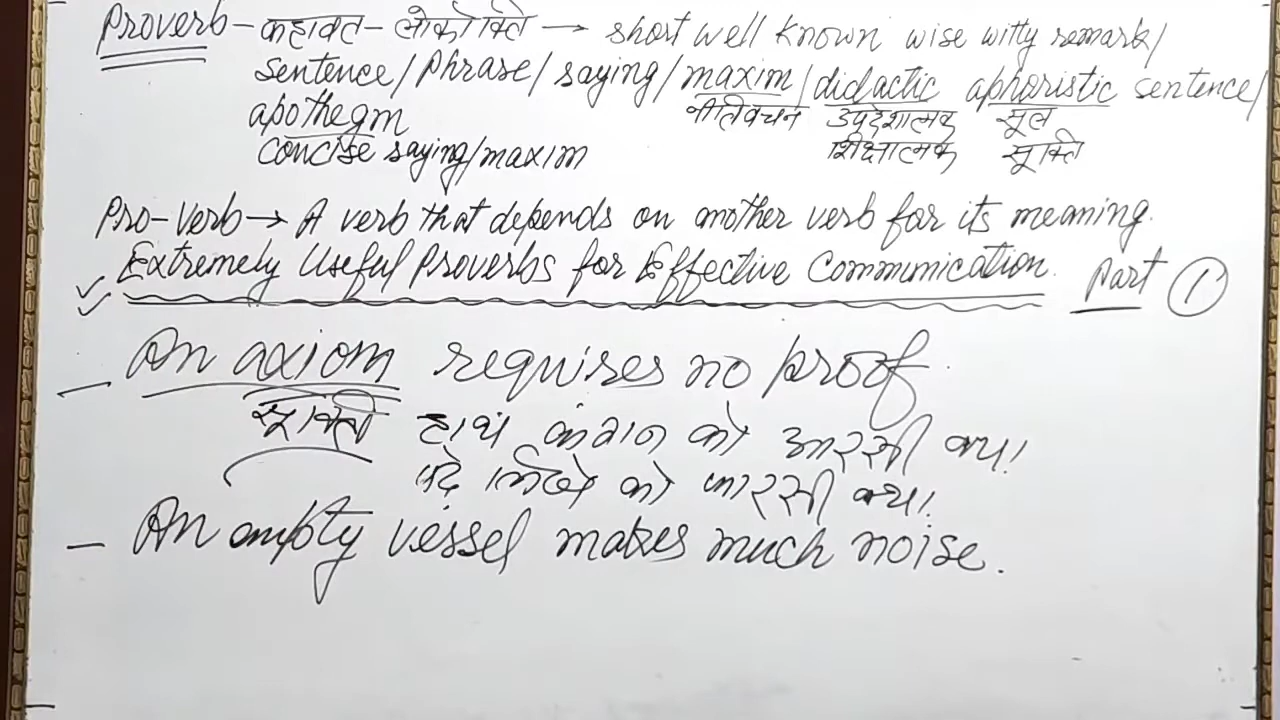 Proverb - कहावत - लोकोक्ति → short well known wise witty remark/
sentence/phrase/saying/maxim/didactic aphoristic sentence/
नीतिवचन उपदेशात्मक सूत्र
apothegm
शिक्षात्मक सूक्ति
concise saying/maxim
Pro-Verb → A verb that depends on another verb for its meaning.
Extremely Useful Proverbs for Effective Communication. Part 1
- An axiom requires no proof.
हाथ कंगन को आरसी क्या।
पढ़े लिखे को फारसी क्या।
- An empty vessel makes much noise.